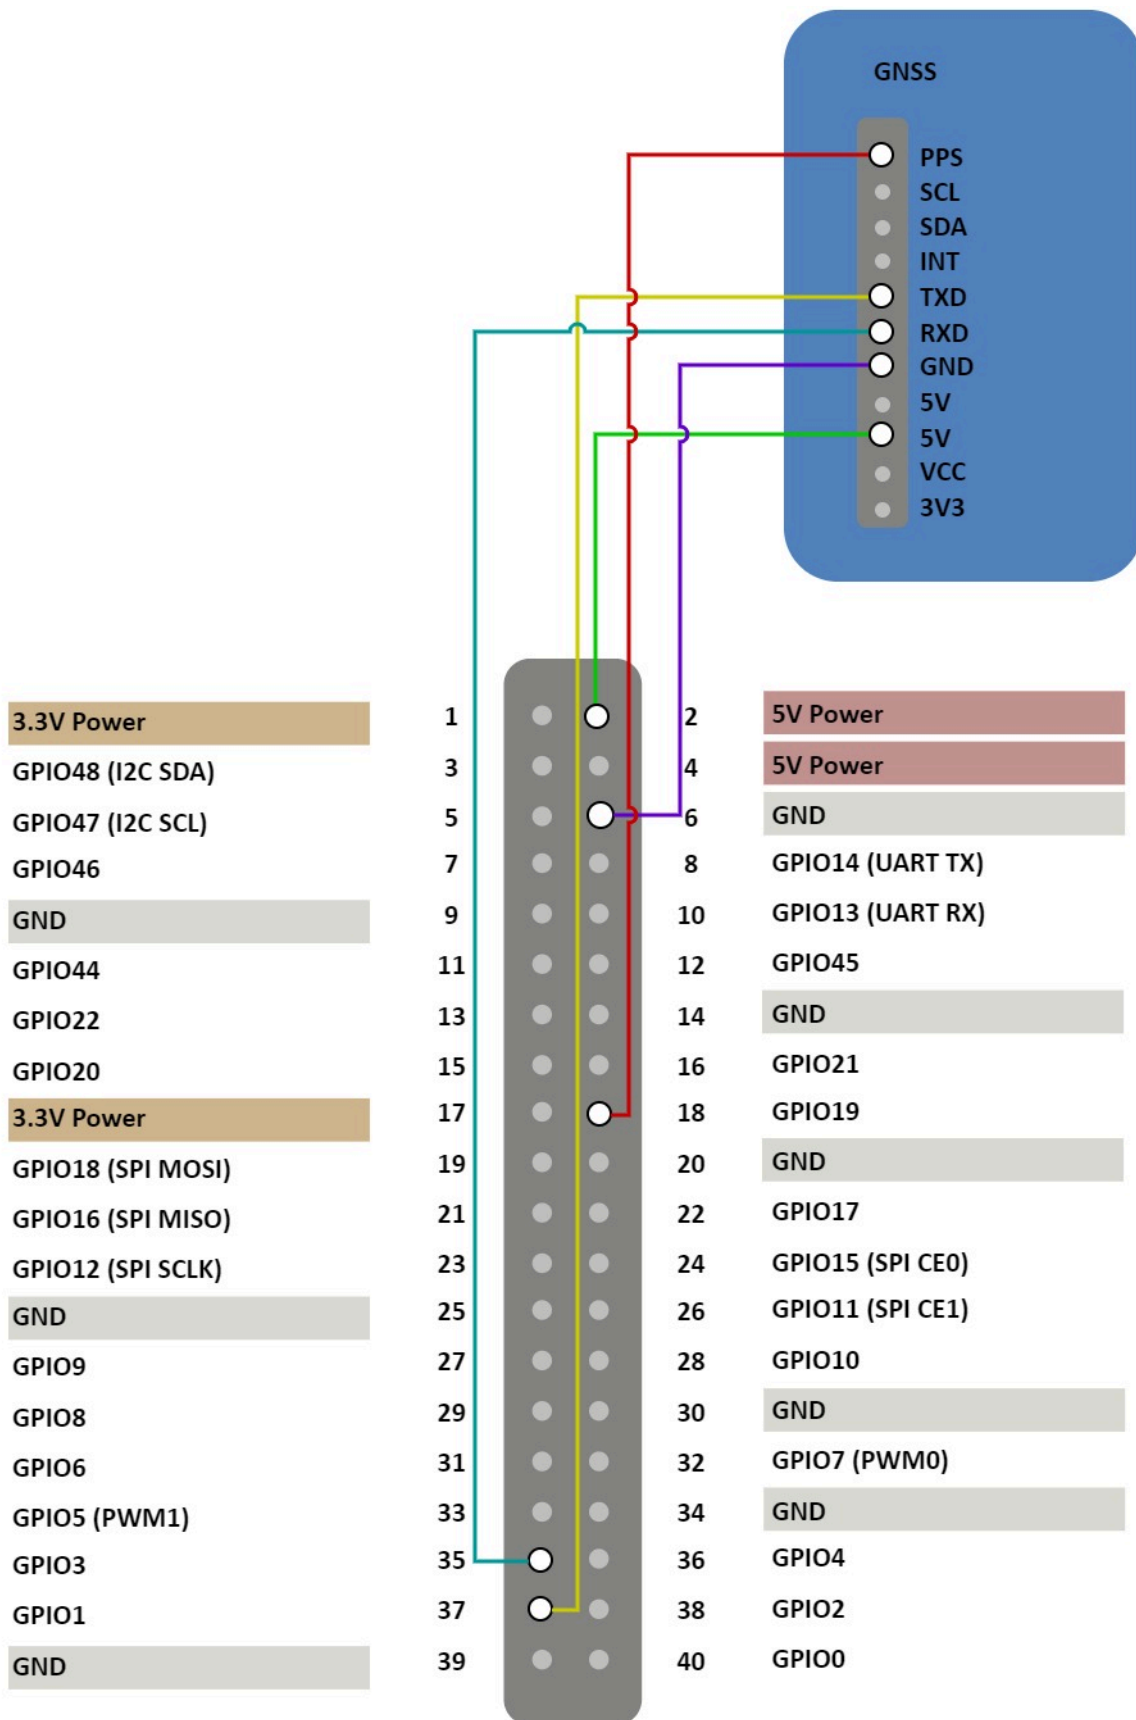 GNSS
PPS
SCL
SDA
INT
TXD
RXD
GND
5V
5V
VCC
3V3
3.3V Power 1 2 5V Power
GPIO48 (I2C SDA) 3 4 5V Power
GPIO47 (I2C SCL) 5 6 GND
GPIO46 7 8 GPIO14 (UART TX)
GND 9 10 GPIO13 (UART RX)
GPIO44 11 12 GPIO45
GPIO22 13 14 GND
GPIO20 15 16 GPIO21
3.3V Power 17 18 GPIO19
GPIO18 (SPI MOSI) 19 20 GND
GPIO16 (SPI MISO) 21 22 GPIO17
GPIO12 (SPI SCLK) 23 24 GPIO15 (SPI CE0)
GND 25 26 GPIO11 (SPI CE1)
GPIO9 27 28 GPIO10
GPIO8 29 30 GND
GPIO6 31 32 GPIO7 (PWM0)
GPIO5 (PWM1) 33 34 GND
GPIO3 35 36 GPIO4
GPIO1 37 38 GPIO2
GND 39 40 GPIO0